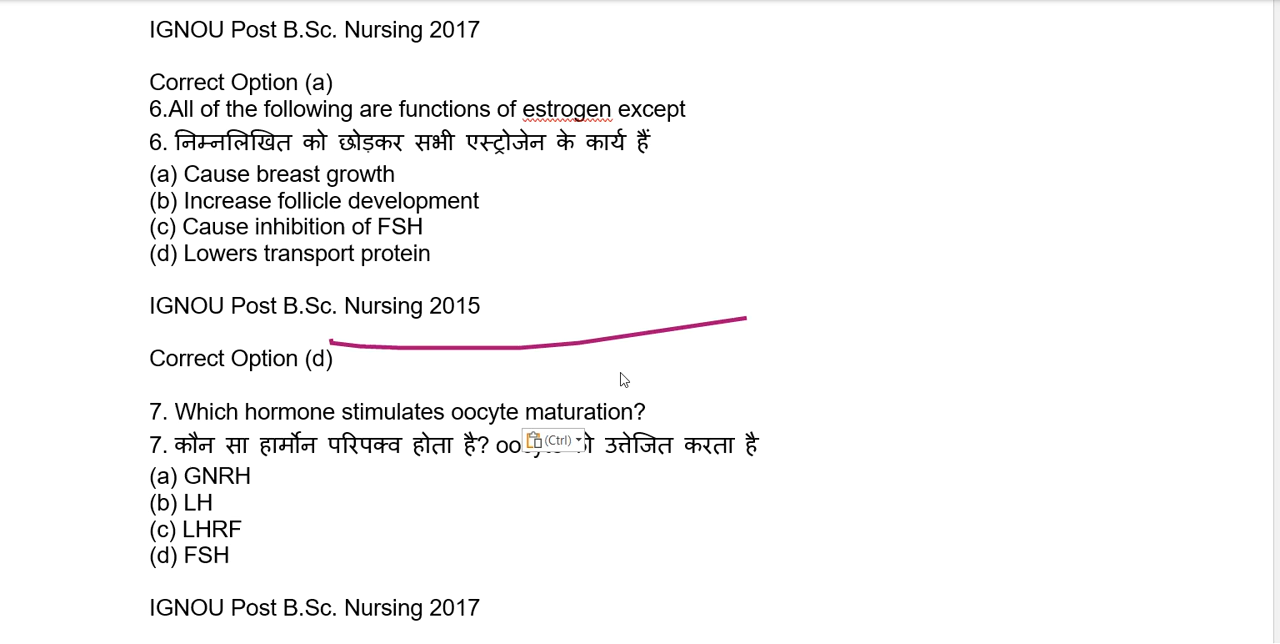 IGNOU Post B.Sc. Nursing 2017
Correct Option (a)
6.All of the following are functions of estrogen except
6. निम्नलिखित को छोड़कर सभी एस्ट्रोजेन के कार्य हैं
(a) Cause breast growth
(b) Increase follicle development
(c) Cause inhibition of FSH
(d) Lowers transport protein
IGNOU Post B.Sc. Nursing 2015
Correct Option (d)
7. Which hormone stimulates oocyte maturation?
7. कौन सा हार्मोन परिपक्व होता है? (Ctrl) उत्तेजित करता है
(a) GNRH
(b) LH
(c) LHRF
(d) FSH
IGNOU Post B.Sc. Nursing 2017